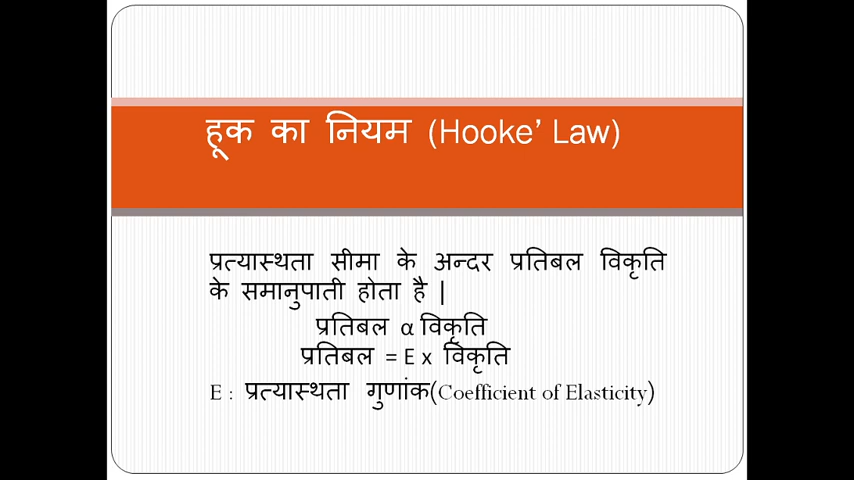 हूक का नियम (Hooke’ Law)
प्रत्यास्थता सीमा के अन्दर प्रतिबल विकृति
के समानुपाती होता है |
प्रतिबल α विकृति
प्रतिबल = E x विकृति
E : प्रत्यास्थता गुणांक(Coefficient of Elasticity)